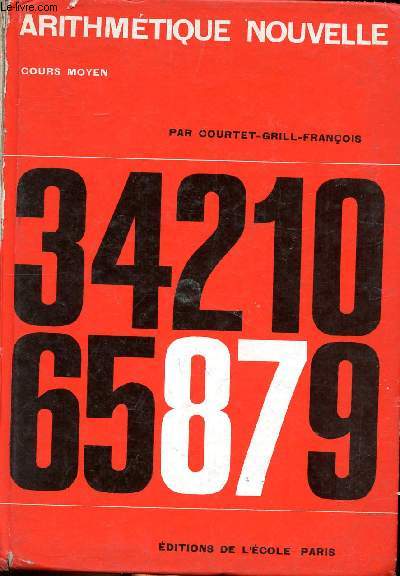 Le-livre.com
ARITHMÉTIQUE NOUVELLE
COURS MOYEN
PAR COURTET-GRILL-FRANÇOIS
34210
65879
ÉDITIONS DE L'ÉCOLE PARIS